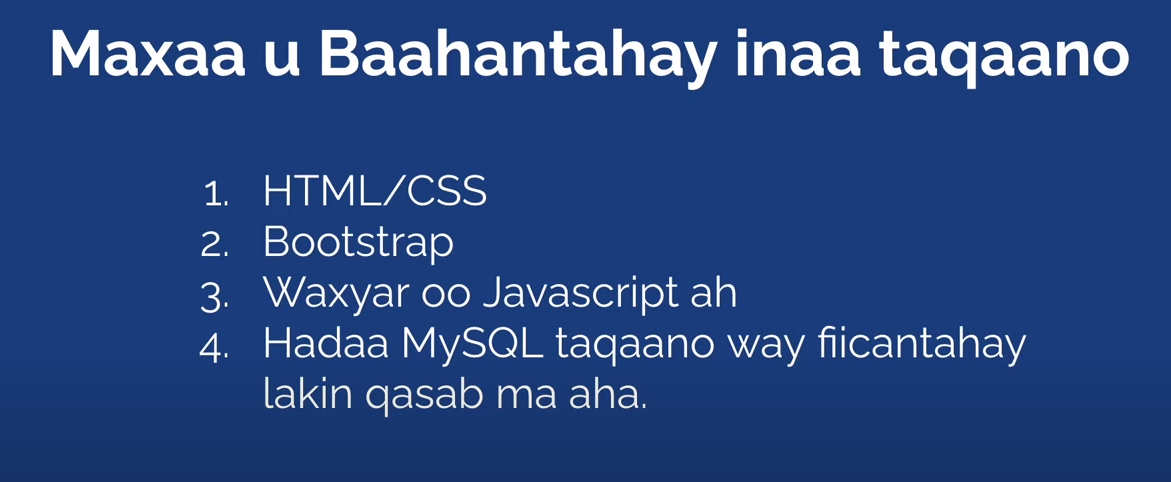 Maxaa u Baahantahay inaa taqaano
1. HTML/CSS
2. Bootstrap
3. Waxyar oo Javascript ah
4. Hadaa MySQL taqaano way fiicantahay
lakin qasab ma aha.